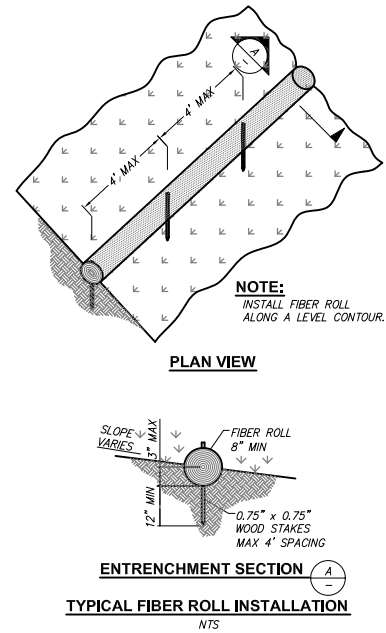 A
-
4' MAX
4' MAX
NOTE:
INSTALL FIBER ROLL
ALONG A LEVEL CONTOUR.
PLAN VIEW
SLOPE
VARIES
3" MAX
FIBER ROLL
8" MIN
12" MIN
0.75" x 0.75"
WOOD STAKES
MAX 4' SPACING
ENTRENCHMENT SECTION
A
-
TYPICAL FIBER ROLL INSTALLATION
NTS